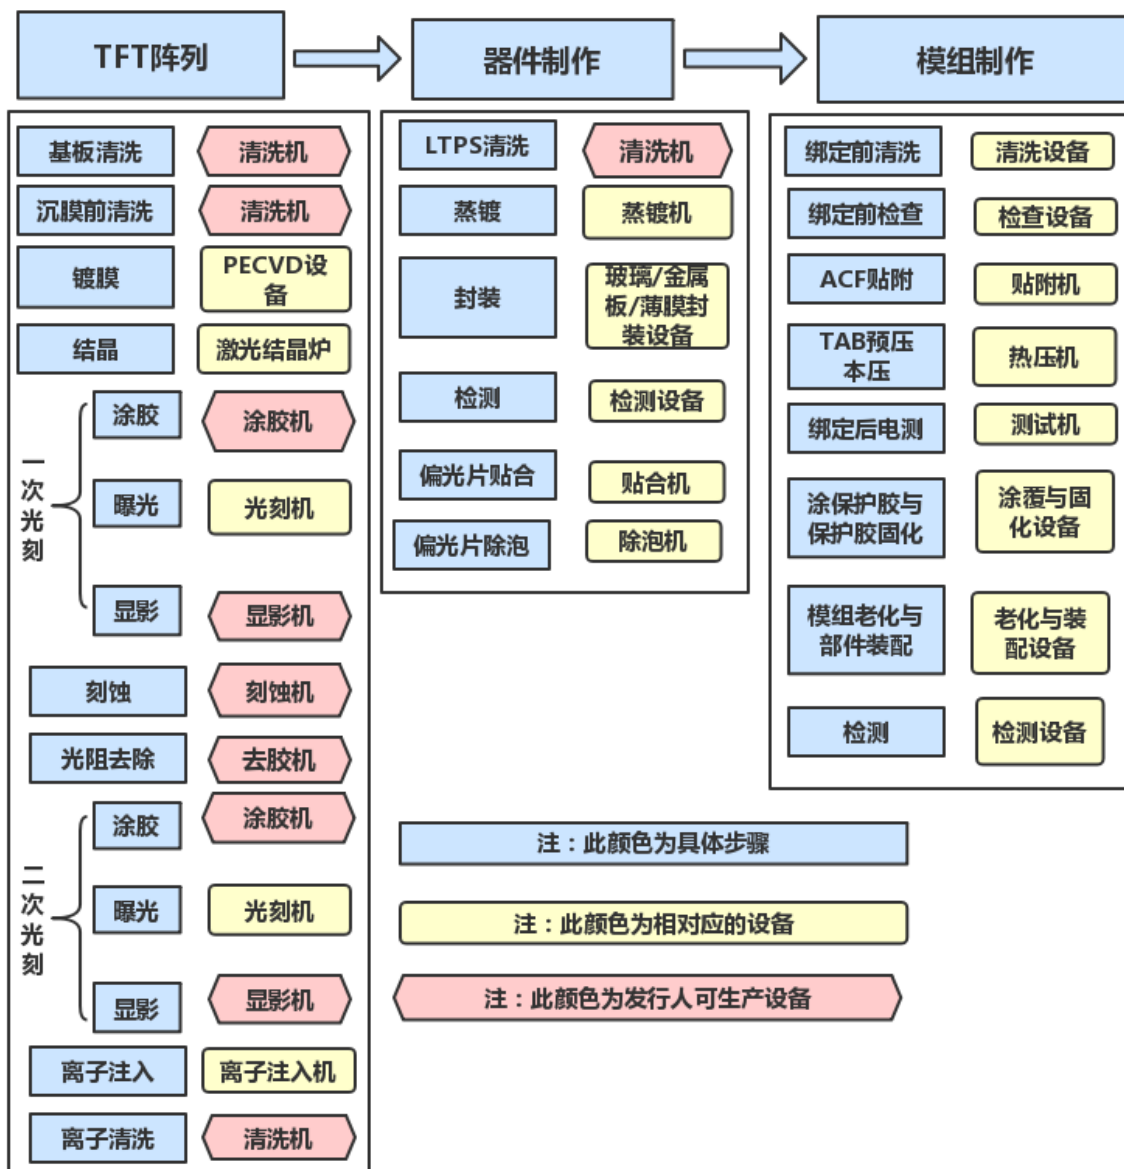 TFT阵列
器件制作
模组制作
基板清洗
清洗机
沉膜前清洗
清洗机
镀膜
PECVD设
备
结晶
激光结晶炉
一次光刻
涂胶
涂胶机
曝光
光刻机
显影
显影机
刻蚀
刻蚀机
光阻去除
去胶机
二次光刻
涂胶
涂胶机
曝光
光刻机
显影
显影机
离子注入
离子注入机
离子清洗
清洗机
LTPS清洗
清洗机
蒸镀
蒸镀机
封装
玻璃/金属
板/薄膜封
装设备
检测
检测设备
偏光片贴合
贴合机
偏光片除泡
除泡机
绑定前清洗
清洗设备
绑定前检查
检查设备
ACF贴附
贴附机
TAB预压
本压
热压机
绑定后电测
测试机
涂保护胶与
保护胶固化
涂覆与固
化设备
模组老化与
部件装配
老化与装
配设备
检测
检测设备
注：此颜色为具体步骤
注：此颜色为相对应的设备
注：此颜色为发行人可生产设备